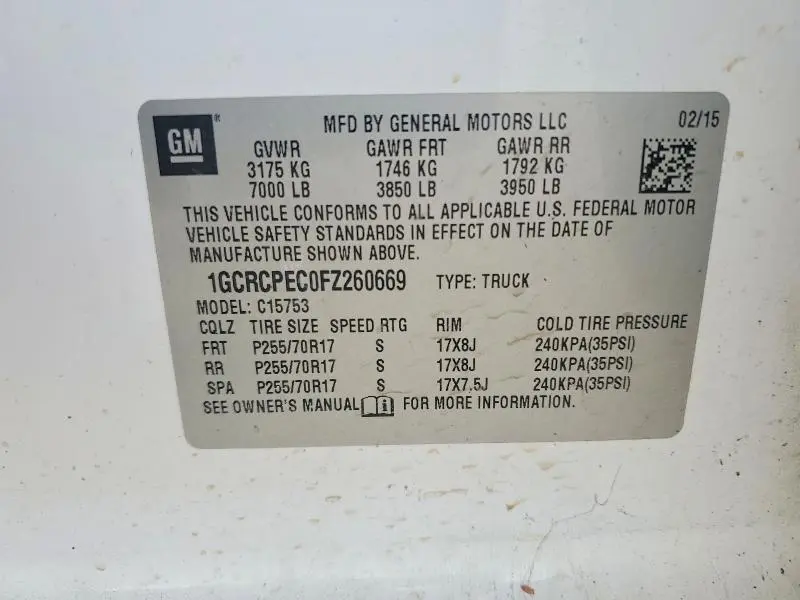 GM ®
MFD BY GENERAL MOTORS LLC 02/15
GVWR GAWR FRT GAWR RR
3175 KG 1746 KG 1792 KG
7000 LB 3850 LB 3950 LB
THIS VEHICLE CONFORMS TO ALL APPLICABLE U.S. FEDERAL MOTOR
VEHICLE SAFETY STANDARDS IN EFFECT ON THE DATE OF
MANUFACTURE SHOWN ABOVE.
1GCRCPEC0FZ260669 TYPE: TRUCK
MODEL: C15753
CQLZ TIRE SIZE SPEED RTG RIM COLD TIRE PRESSURE
FRT P255/70R17 S 17X8J 240KPA(35PSI)
RR P255/70R17 S 17X8J 240KPA(35PSI)
SPA P255/70R17 S 17X7.5J 240KPA(35PSI)
SEE OWNER'S MANUAL i FOR MORE INFORMATION.